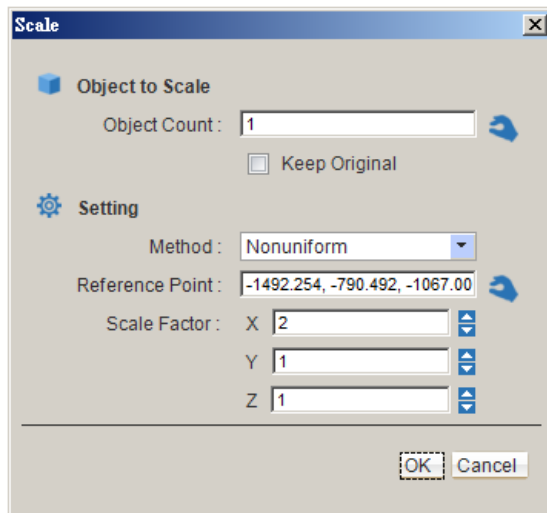 Scale
Object to Scale
Object Count : 1
Keep Original
Setting
Method : Nonuniform
Reference Point : -1492.254, -790.492, -1067.00
Scale Factor : X 2
Y 1
Z 1
OK Cancel